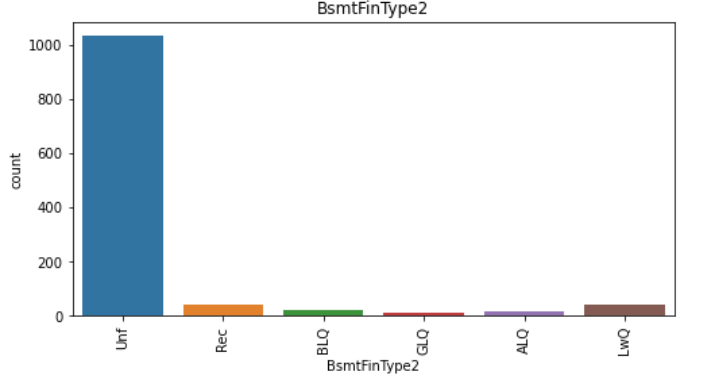 BsmtFinType2
1000
800
600
400
200
0
count
Unf
Rec
BLQ
GLQ
ALQ
LwQ
BsmtFinType2